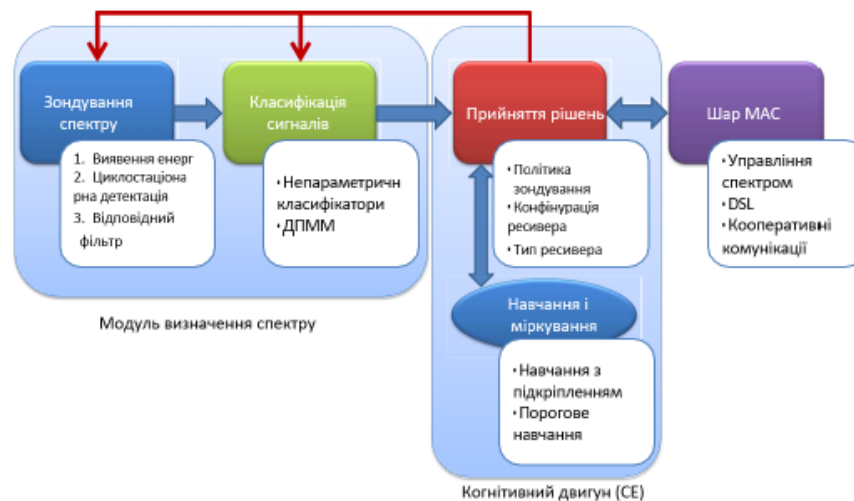 Зондування
спектру
Класифікація
сигналів
Прийняття рішень
Шар МАС
1. Виявення енерг
2. Циклостаціона
рна детектація
3. Відповідний
фільтр
•Непараметричн
класифікатори
•ДПММ
•Політика
зондування
•Конфінурація
ресивера
•Тип ресивера
•Управління
спектром
•DSL
•Кооперативні
комунікації
Модуль визначення спектру
Навчання і
міркування
•Навчання з
підкріпленням
•Порогове
навчання
Когнітивний двигун (CE)